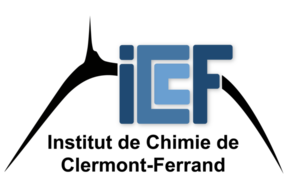 iCCF
Institut de Chimie de
Clermont-Ferrand